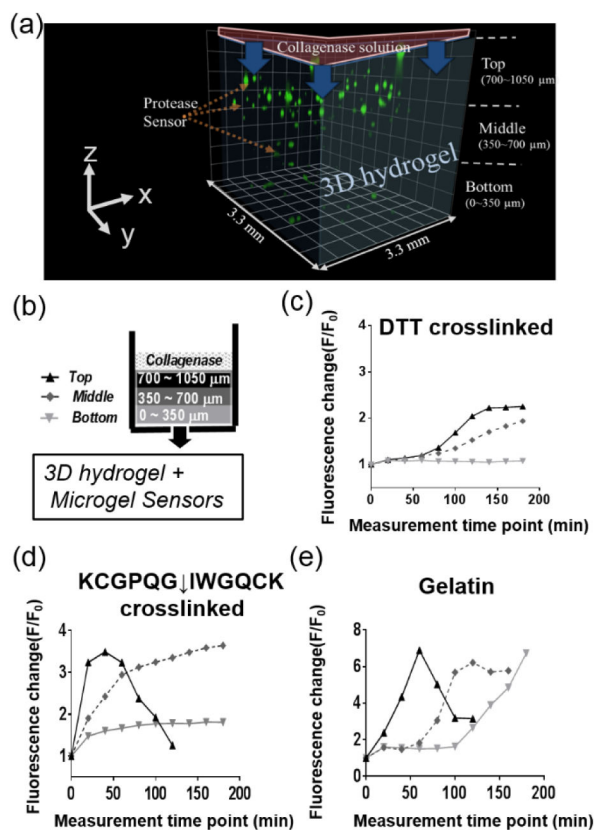 (a)
Collagenase solution
Top
(700~1050 μm)
Protease
Sensor
Middle
(350~700 μm)
3D hydrogel
Bottom
(0~350 μm)
z
x
y
3.3 mm
3.3 mm
(b)
Collagenase
Top
700 ~ 1050 μm
Middle
350 ~ 700 μm
Bottom
0 ~ 350 μm
3D hydrogel +
Microgel Sensors
(c)
DTT crosslinked
Fluorescence change(F/F0)
4
3
2
1
0
50
100
150
200
Measurement time point (min)
(d)
KCGPQG↓IWGQCK
crosslinked
Fluorescence change(F/F0)
4
3
2
1
0
50
100
150
200
Measurement time point (min)
(e)
Gelatin
Fluorescence change(F/F0)
8
6
4
2
0
0
50
100
150
200
Measurement time point (min)